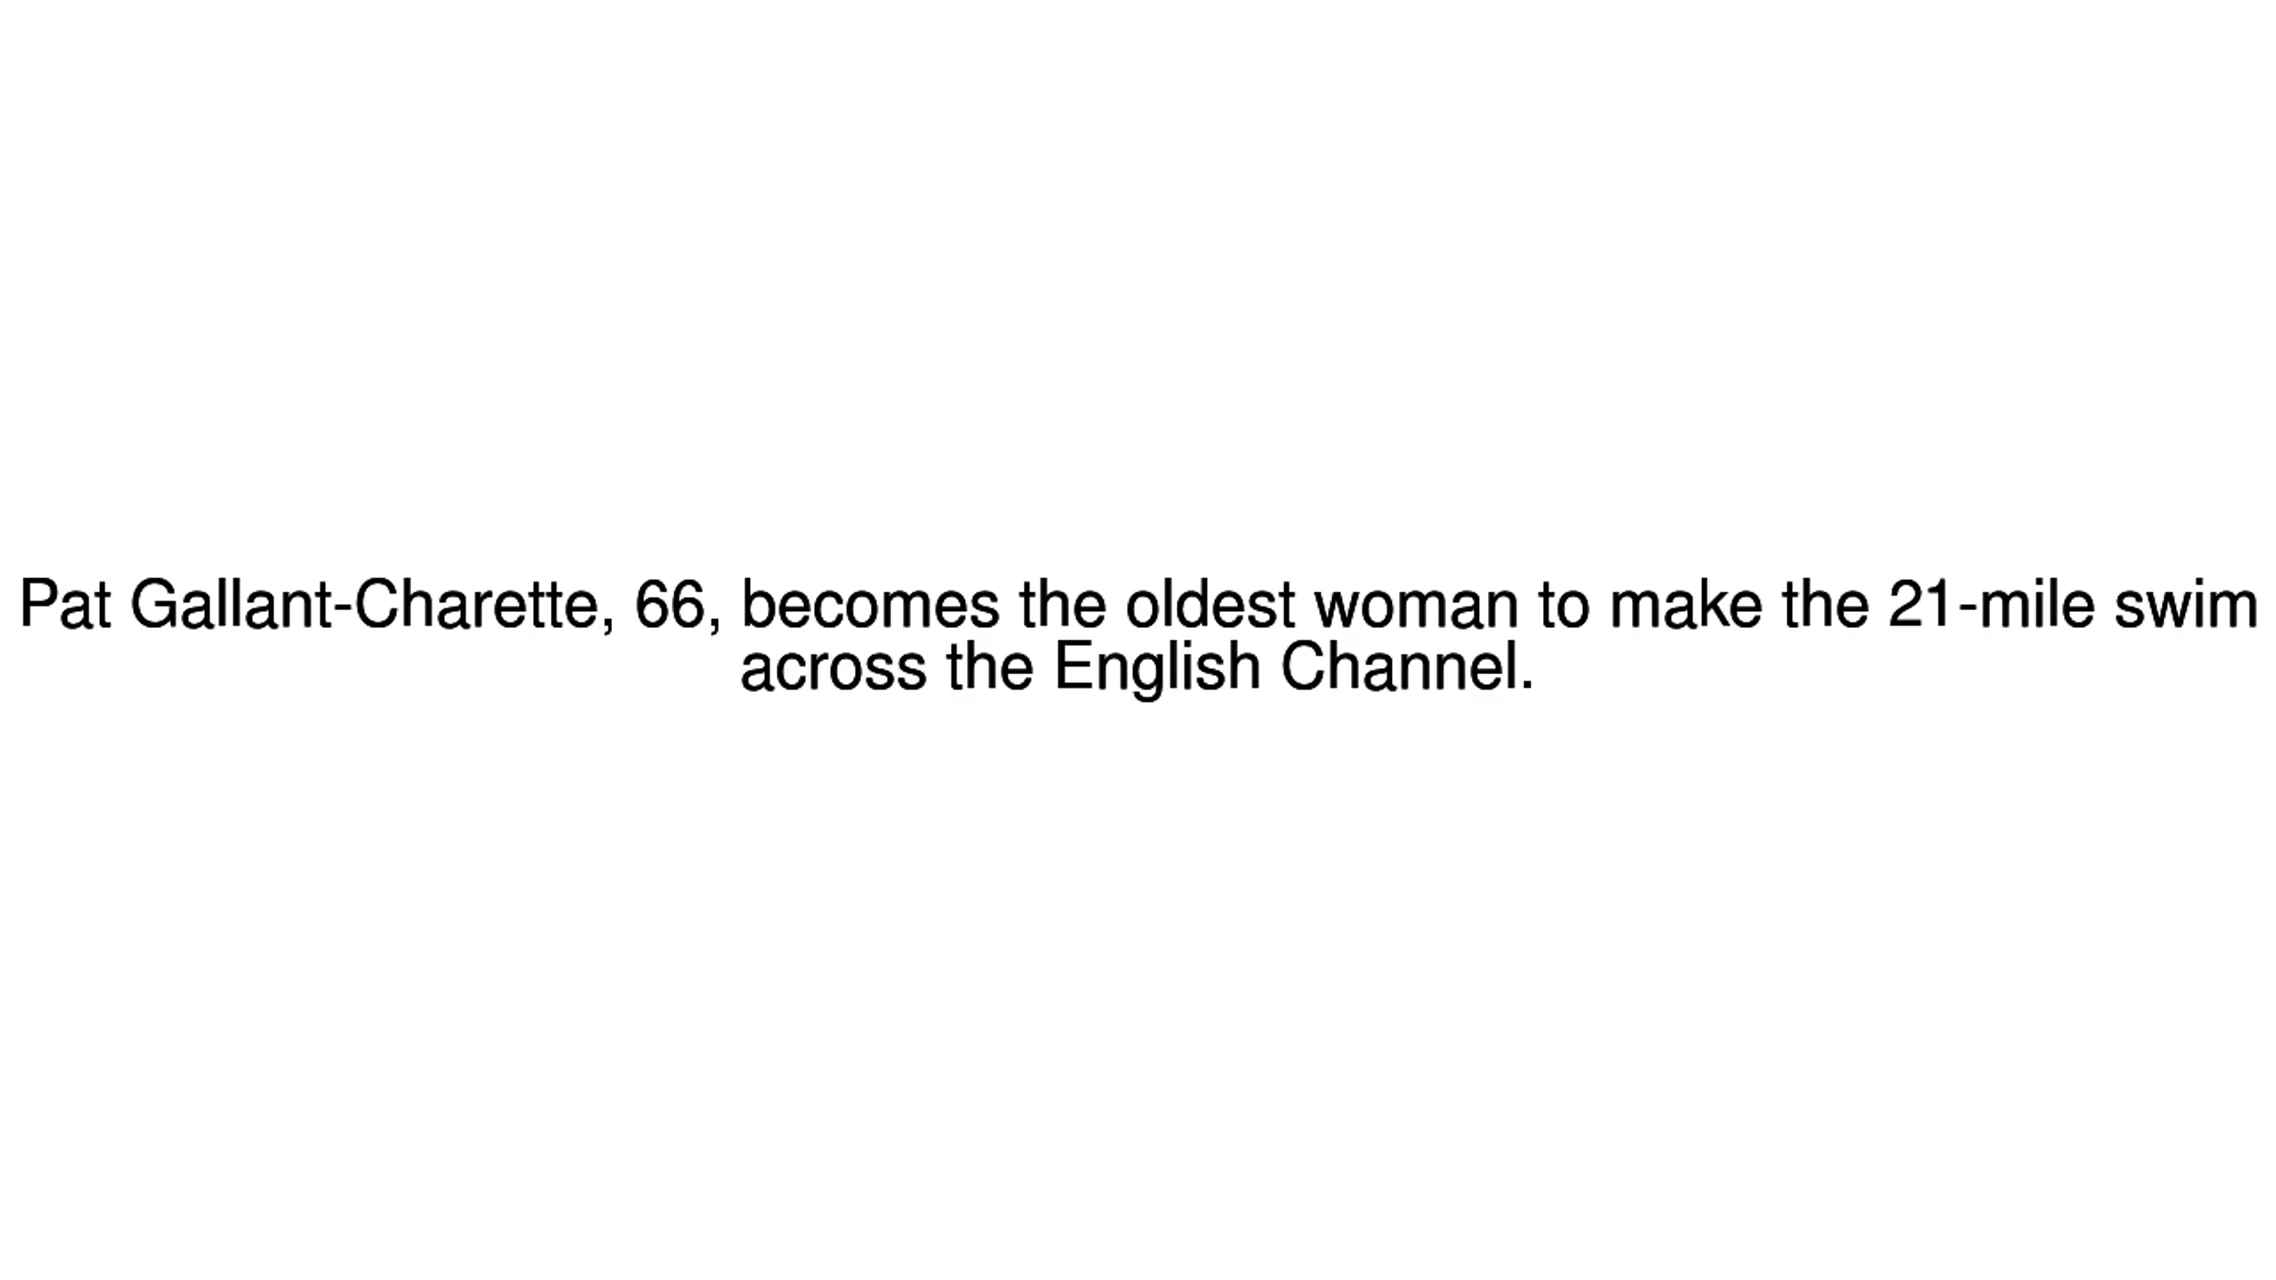 Pat Gallant-Charette, 66, becomes the oldest woman to make the 21-mile swim
across the English Channel.